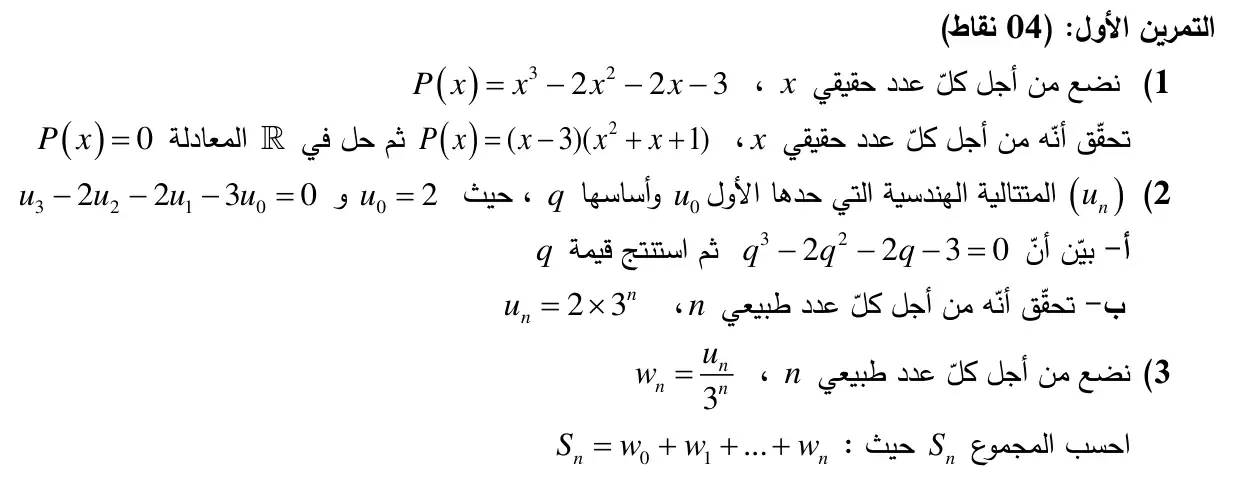 التمرين الأول: (04 نقاط)
1) نضع من أجل كلّ عدد حقيقي x ، P(x) = x³ − 2x² − 2x − 3
تحقّق أنّه من أجل كلّ عدد حقيقي x ، P(x) = (x − 3)(x² + x + 1) ثم حل في ℝ المعادلة P(x) = 0
2) (uₙ) المتتالية الهندسية التي حدها الأول u₀ وأساسها q ، حيث u₀ = 2 و u₃ − 2u₂ − 2u₁ − 3u₀ = 0
أ- بيّن أنّ q³ − 2q² − 2q − 3 = 0 ثم استنتج قيمة q
ب- تحقّق أنّه من أجل كلّ عدد طبيعي n ، uₙ = 2 × 3ⁿ
3) نضع من أجل كلّ عدد طبيعي n ، wₙ = uₙ / 3ⁿ
احسب المجموع Sₙ حيث : Sₙ = w₀ + w₁ + ... + wₙ